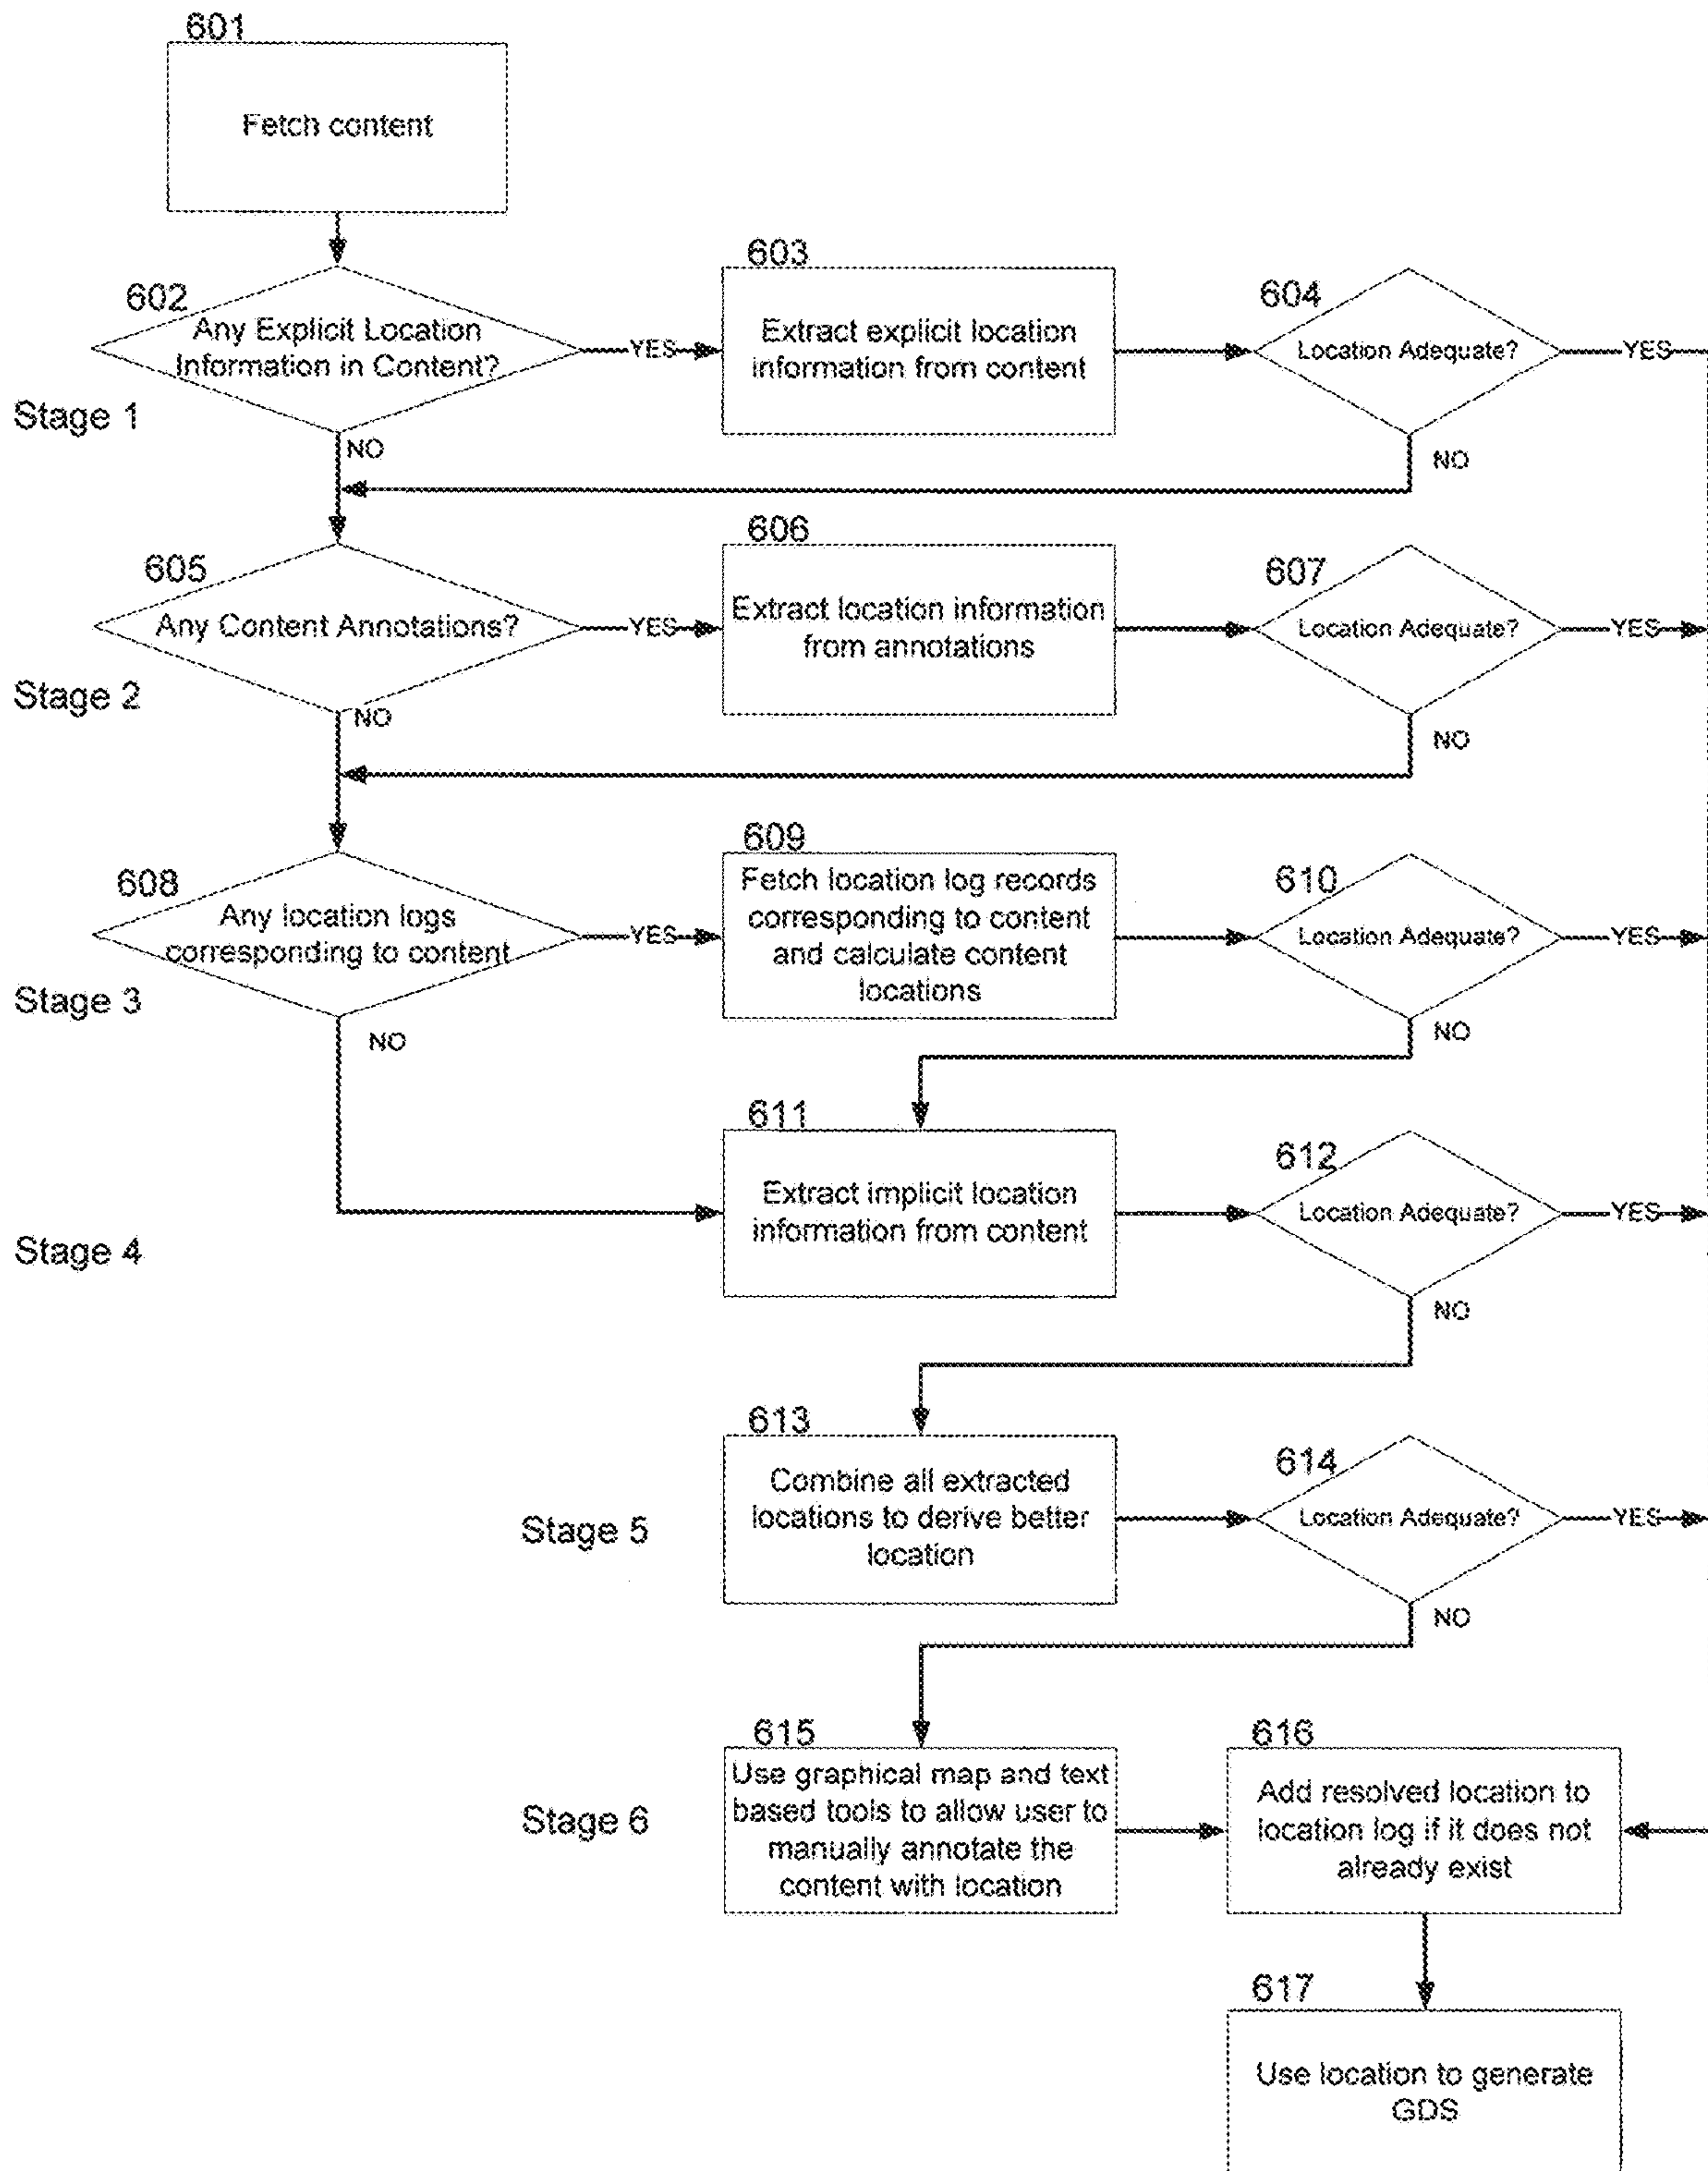 601
Fetch content
602
Any Explicit Location
Information in Content?
YES
603
Extract explicit location
information from content
604
Location Adequate?
YES
Stage 1
NO
NO
605
Any Content Annotations?
YES
606
Extract location information
from annotations
607
Location Adequate?
YES
Stage 2
NO
NO
608
Any location logs
corresponding to content
YES
609
Fetch location log records
corresponding to content
and calculate content
locations
610
Location Adequate?
YES
Stage 3
NO
NO
611
Extract implicit location
information from content
612
Location Adequate?
YES
Stage 4
NO
613
Combine all extracted
locations to derive better
location
614
Location Adequate?
YES
Stage 5
NO
615
Use graphical map and text
based tools to allow user to
manually annotate the
content with location
Stage 6
616
Add resolved location to
location log if it does not
already exist
617
Use location to generate
GDS